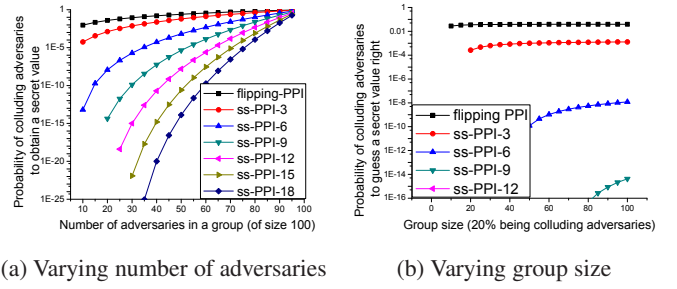 Probability of colluding adversaries
to obtain a secret value
1E-5
1E-10
1E-15
1E-20
1E-25
flipping-PPI
ss-PPI-3
ss-PPI-6
ss-PPI-9
ss-PPI-12
ss-PPI-15
ss-PPI-18
10 20 30 40 50 60 70 80 90 100
Number of adversaries in a group (of size 100)
(a) Varying number of adversaries
Probability of colluding adversaries
to guess a secret value right
0.1
0.01
1E-4
1E-6
1E-8
1E-10
1E-12
1E-14
1E-16
flipping PPI
ss-PPI-3
ss-PPI-6
ss-PPI-9
ss-PPI-12
0 20 40 60 80 100
Group size (20% being colluding adversaries)
(b) Varying group size